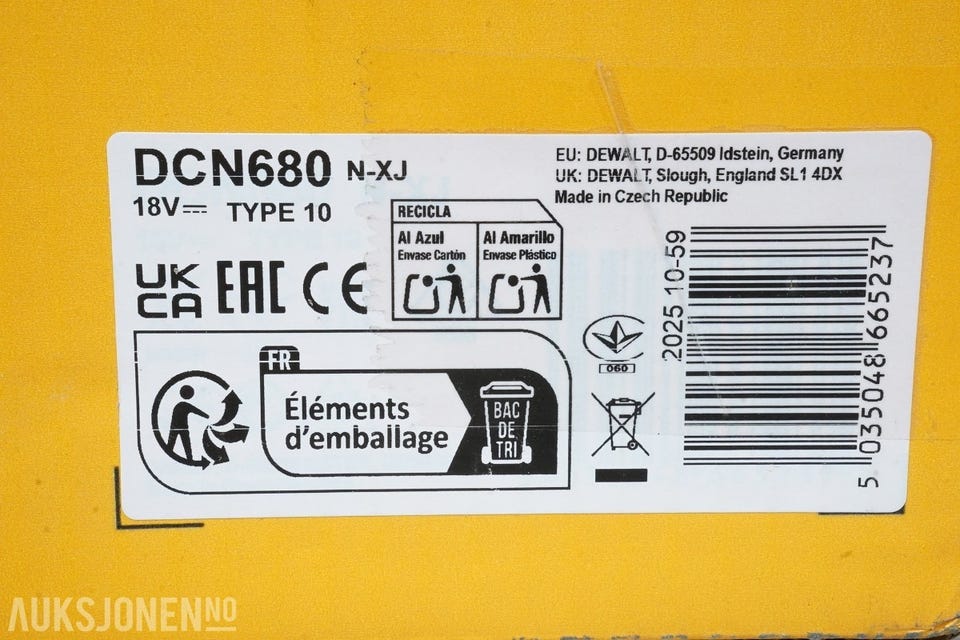 DCN680 N-XJ
18V TYPE 10
EU: DEWALT, D-65509 Idstein, Germany
UK: DEWALT, Slough, England SL1 4DX
Made in Czech Republic
UK
CA
EAC CE
RECICLA
Al Azul
Envase Cartón
Al Amarillo
Envase Plástico
060
2025 10-59
5 035048 665237
FR
Éléments
d'emballage
BAC
DE
TRI
AUKSJONEN.NO